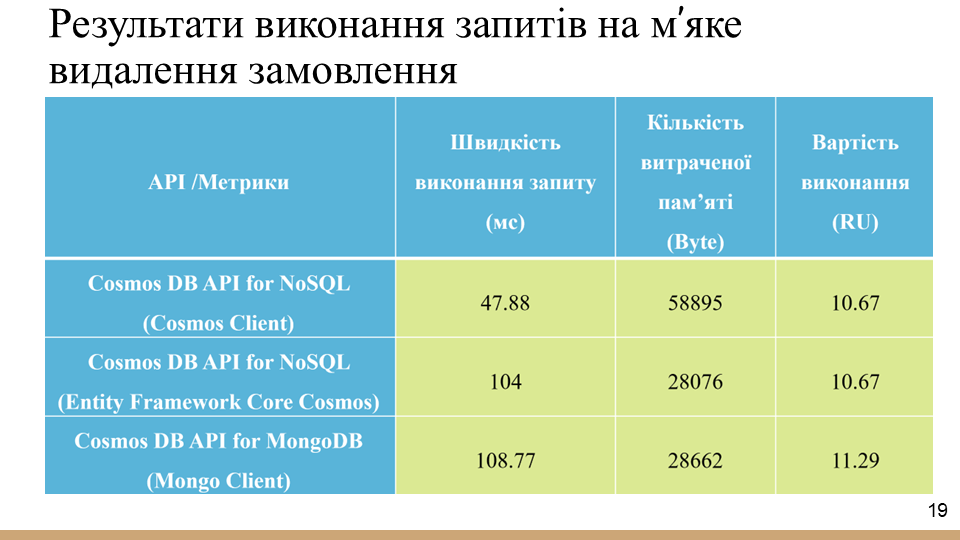 Результати виконання запитів на м'яке
видалення замовлення
API /Метрики
Швидкість
виконання запиту
(мс)
Кількість
витраченої
пам’яті
(Byte)
Вартість
виконання
(RU)
Cosmos DB API for NoSQL
(Cosmos Client)
47.88
58895
10.67
Cosmos DB API for NoSQL
(Entity Framework Core Cosmos)
104
28076
10.67
Cosmos DB API for MongoDB
(Mongo Client)
108.77
28662
11.29
19